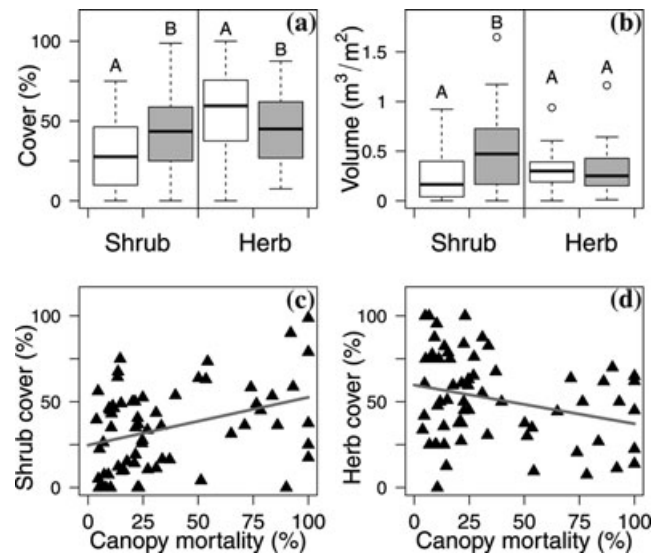 (a)
Cover (%)
100
50
0
A
B
A
B
Shrub
Herb
(b)
Volume (m³/m²)
1.5
1
0.5
0
A
B
A
A
Shrub
Herb
(c)
Shrub cover (%)
100
50
0
0 25 50 75 100
Canopy mortality (%)
(d)
Herb cover (%)
100
50
0
0 25 50 75 100
Canopy mortality (%)